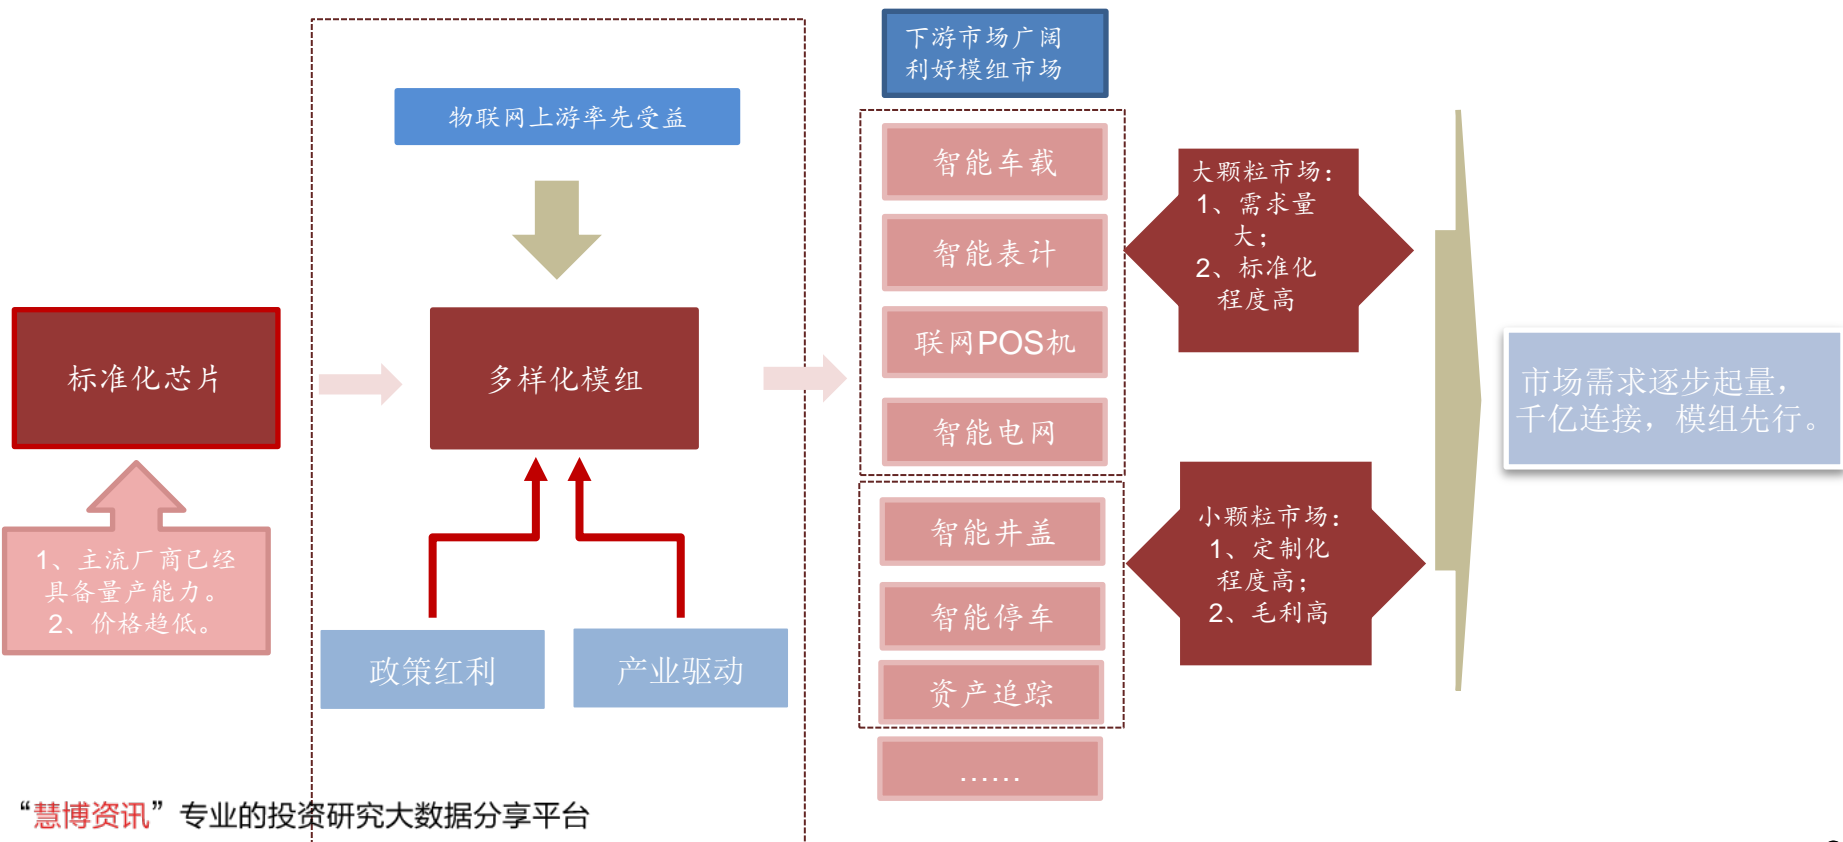 下游市场广阔
利好模组市场
物联网上游率先受益
标准化芯片
1、主流厂商已经
具备量产能力。
2、价格趋低。
多样化模组
政策红利
产业驱动
智能车载
智能表计
联网POS机
智能电网
智能井盖
智能停车
资产追踪
……
大颗粒市场：
1、需求量
大；
2、标准化
程度高
小颗粒市场：
1、定制化
程度高；
2、毛利高
市场需求逐步起量，
千亿连接，模组先行。
“慧博资讯”专业的投资研究大数据分享平台